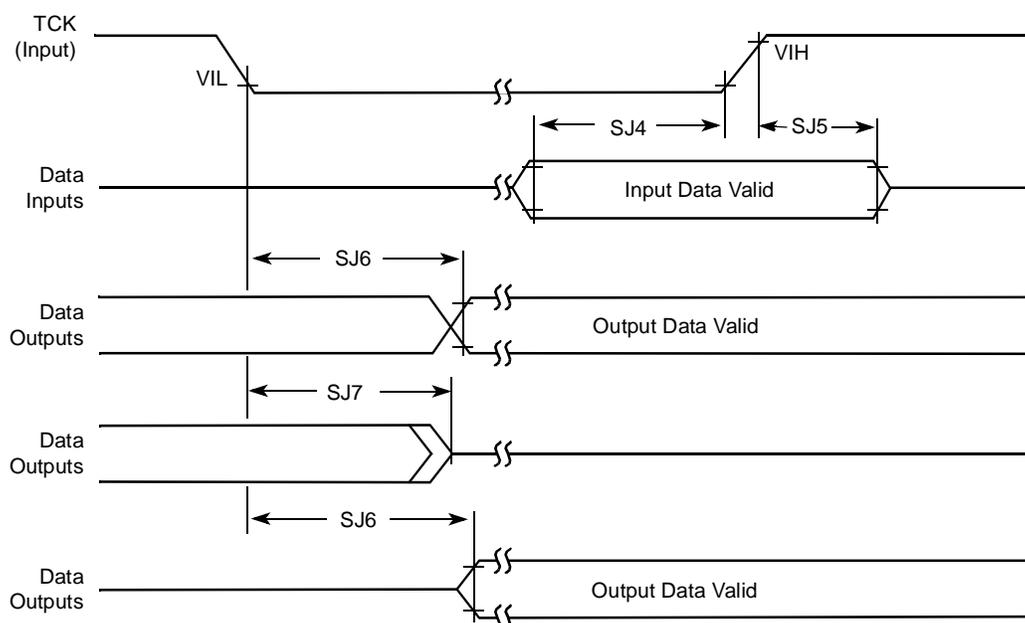 TCK
(Input)
VIL
VIH
SJ4
SJ5
Data
Inputs
Input Data Valid
SJ6
Data
Outputs
Output Data Valid
SJ7
Data
Outputs
SJ6
Data
Outputs
Output Data Valid